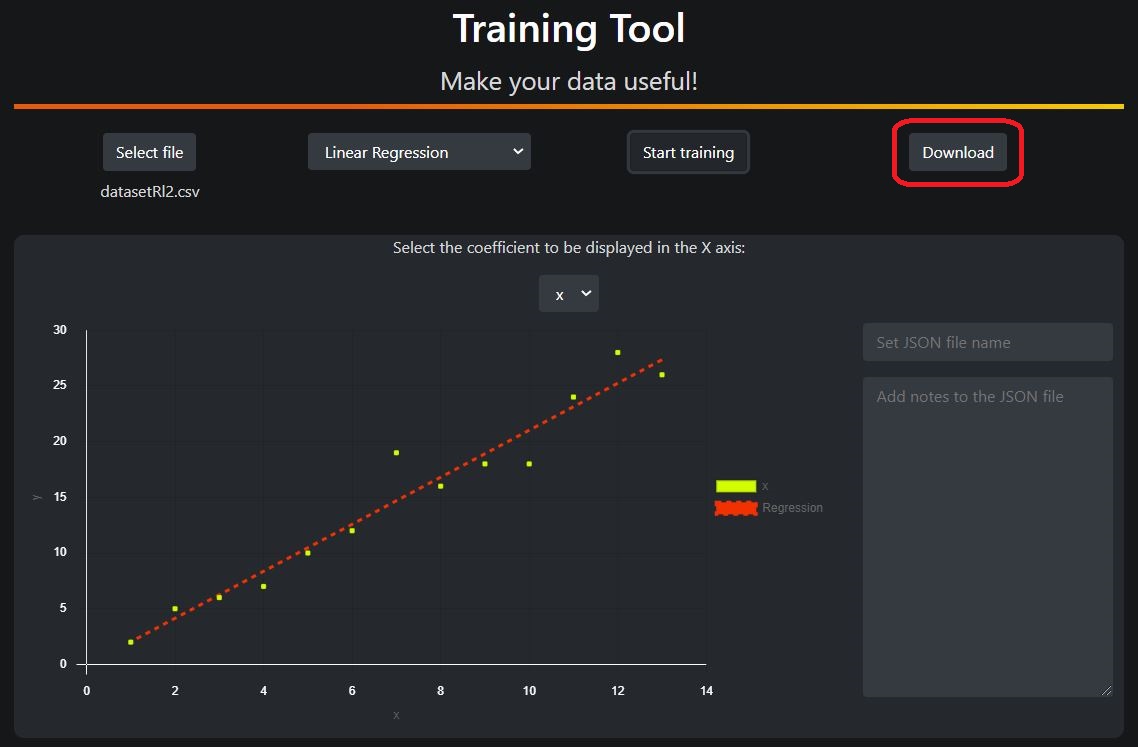 Training Tool
Make your data useful!
Select file
Linear Regression
Start training
Download
datasetRl2.csv
Select the coefficient to be displayed in the X axis:
x
30
25
20
15
10
5
0
y
0 2 4 6 8 10 12 14
x
x
Regression
Set JSON file name
Add notes to the JSON file